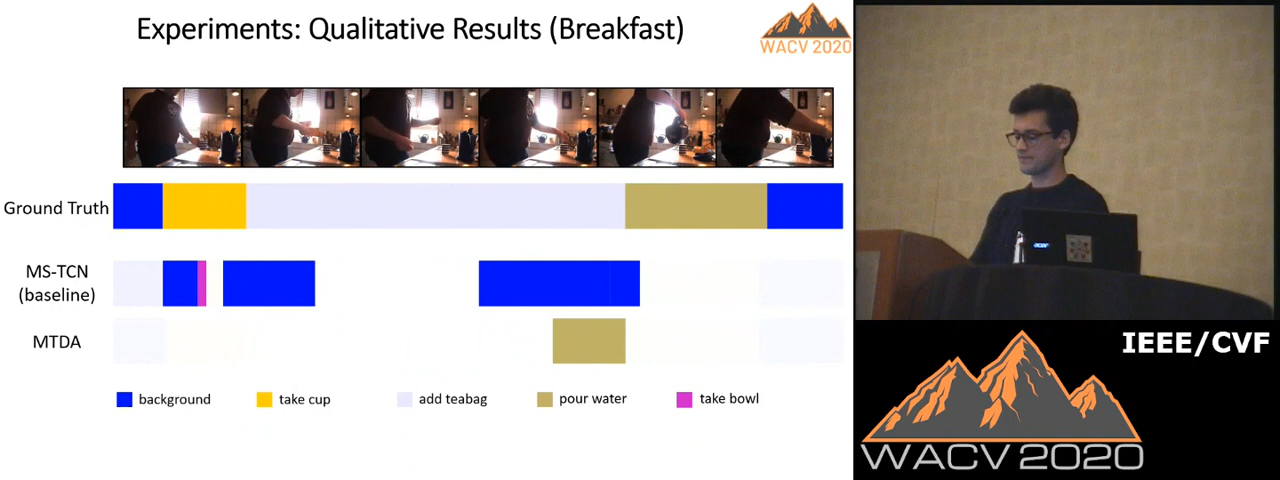 Experiments: Qualitative Results (Breakfast)
WACV 2020
Ground Truth
MS-TCN
(baseline)
MTDA
background
take cup
add teabag
pour water
take bowl
acer
IEEE/CVF
WACV 2020